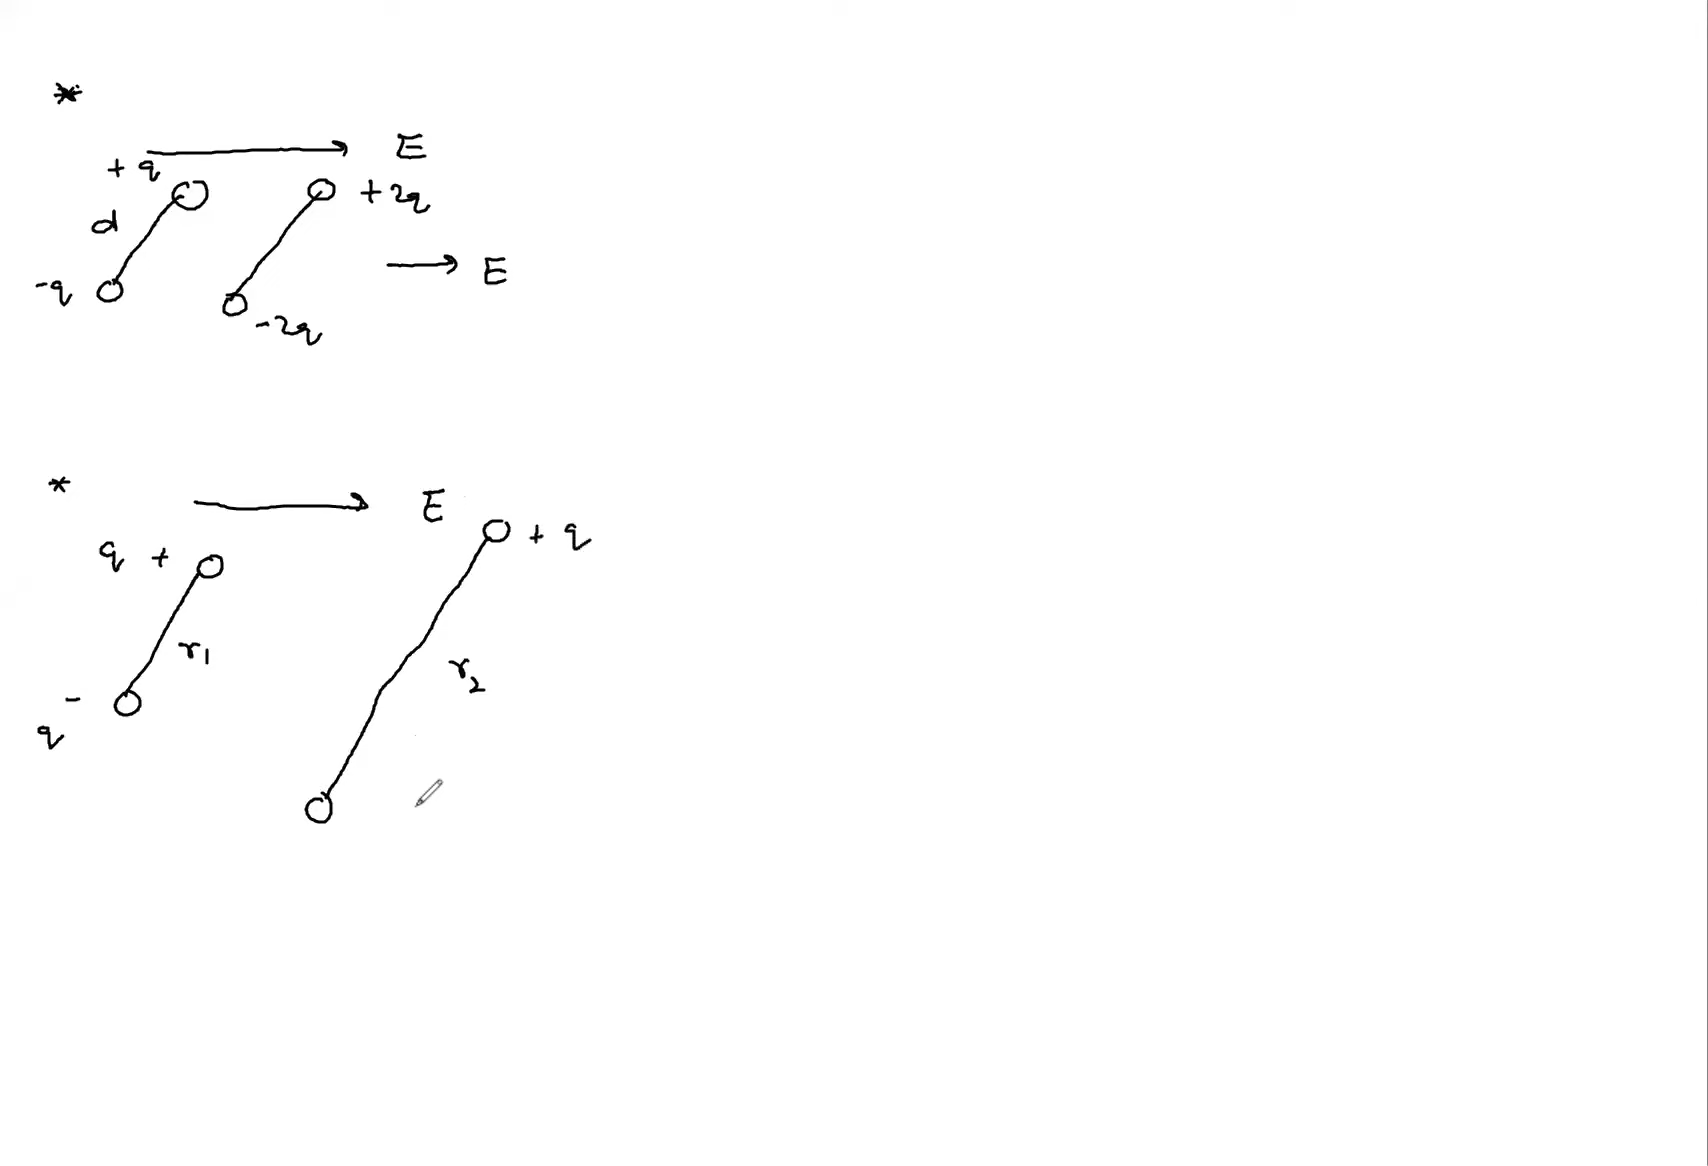 *
E
+ q
+ 2q
d
E
- q
- 2q
*
E
q +
+ q
r1
r2
-
q